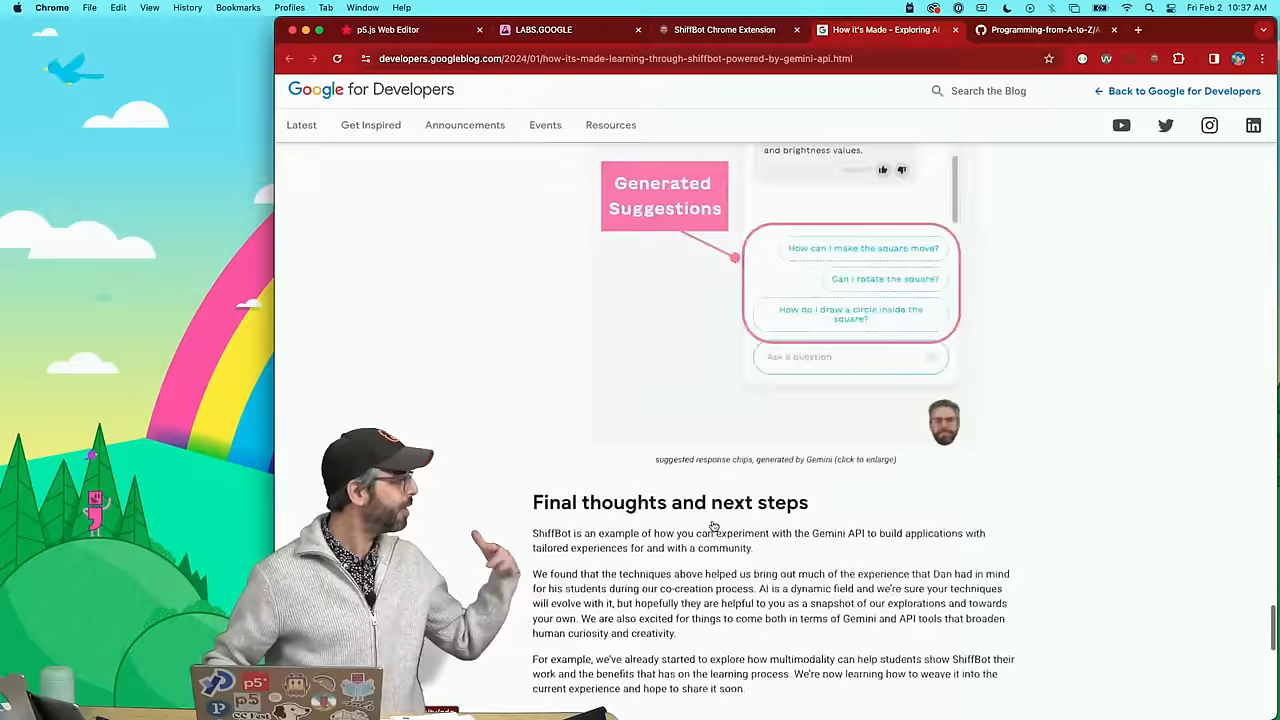 Chrome File Edit View History Bookmarks Profiles Tab Window Help Fri Feb 2 10:37 AM
p5.js Web Editor LABS.GOOGLE ShiffBot Chrome Extension How it's Made - Exploring AI Programming-from-A-to-Z/A
developers.googleblog.com/2024/01/how-its-made-learning-through-shiffbot-powered-by-gemini-api.html
Google for Developers Search the Blog Back to Google for Developers
Latest Get Inspired Announcements Events Resources
and brightness values.
Generated
Suggestions
How can I make the square move?
Can I rotate the square?
How do I draw a circle inside the
square?
Ask a question
suggested response chips, generated by Gemini (click to enlarge)
Final thoughts and next steps
ShiffBot is an example of how you can experiment with the Gemini API to build applications with
tailored experiences for and with a community.
We found that the techniques above helped us bring out much of the experience that Dan had in mind
for his students during our co-creation process. AI is a dynamic field and we're sure your techniques
will evolve with it, but hopefully they are helpful to you as a snapshot of our explorations and towards
your own. We are also excited for things to come both in terms of Gemini and API tools that broaden
human curiosity and creativity.
For example, we've already started to explore how multimodality can help students show ShiffBot their
work and the benefits that has on the learning process. We're now learning how to weave it into the
current experience and hope to share it soon.
p5*
CC Fest